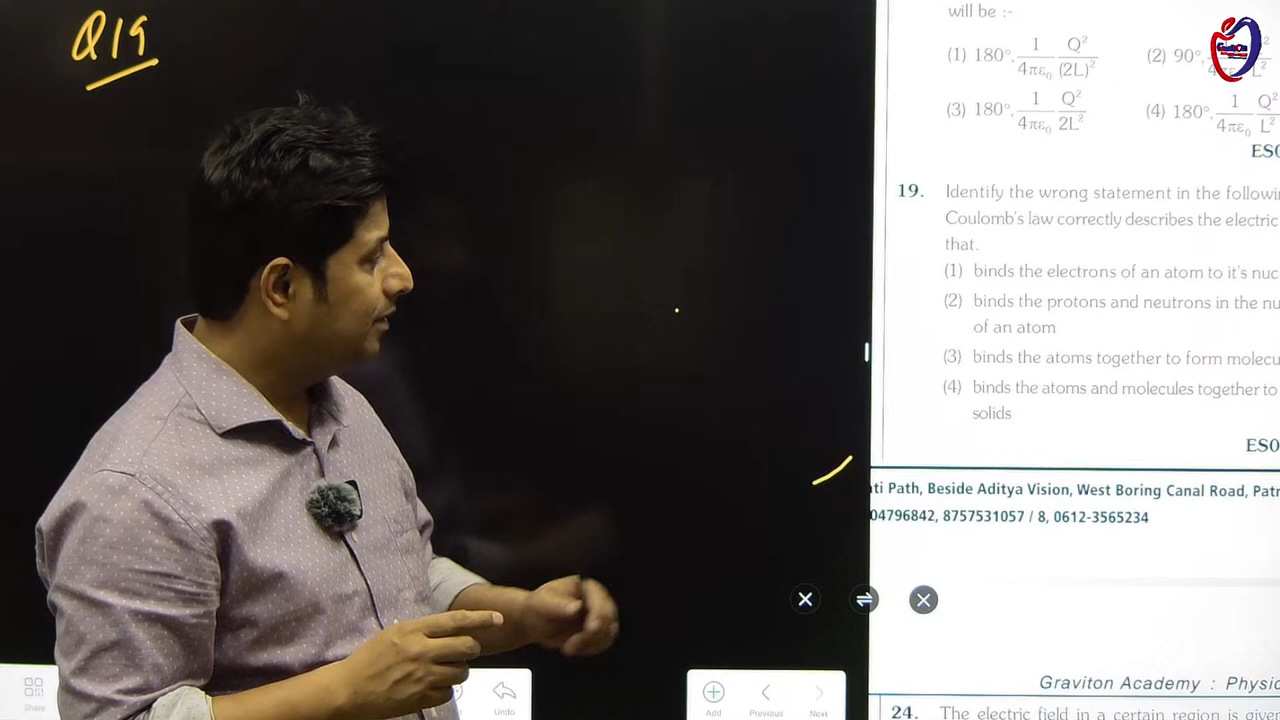 Q19
will be :-
(1) 180°, 1/4πε₀ Q²/(2L)² (2) 90°,
(3) 180°, 1/4πε₀ Q²/2L² (4) 180°, 1/4πε₀ Q²/L²
ES0
19. Identify the wrong statement in the followi
Coulomb's law correctly describes the electric
that.
(1) binds the electrons of an atom to it's nuc
(2) binds the protons and neutrons in the nu
of an atom
(3) binds the atoms together to form molecu
(4) binds the atoms and molecules together to
solids
ES0
ti Path, Beside Aditya Vision, West Boring Canal Road, Patr
04796842, 8757531057 / 8, 0612-3565234
Share
Undo
Add Previous Next
Graviton Academy : Physic
24. The electric field in a certain region is given